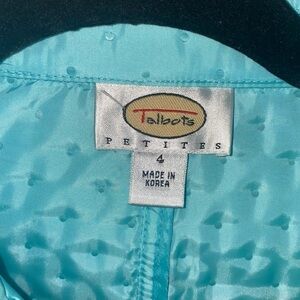 Talbots
PETITES
4
MADE IN
KOREA